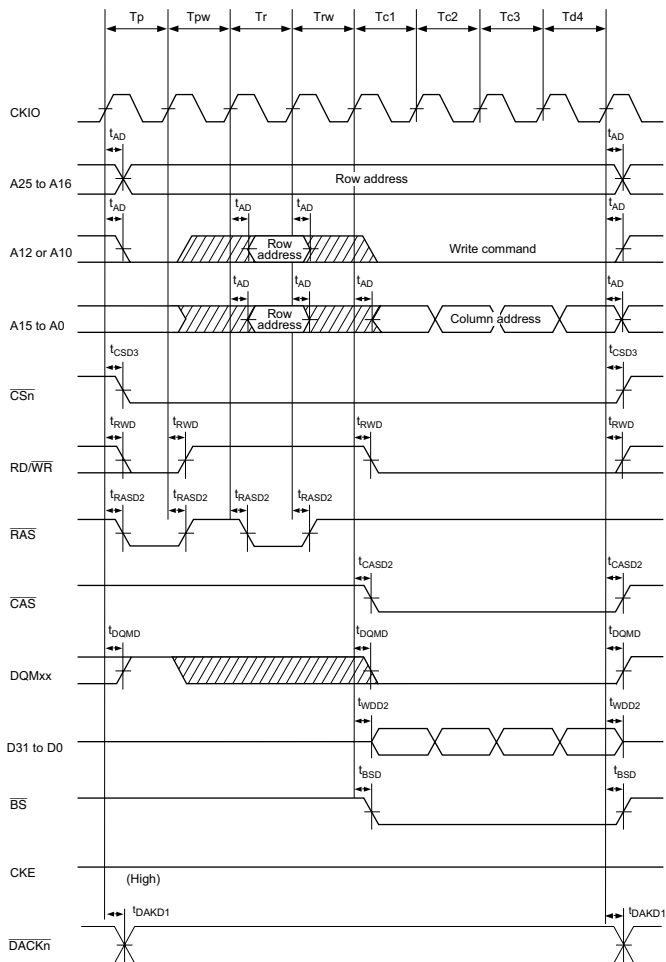 Tp Tpw Tr Trw Tc1 Tc2 Tc3 Td4
CKIO
tAD tAD
A25 to A16 Row address
tAD tAD tAD tAD
A12 or A10 Row address Write command
tAD tAD tAD tAD
A15 to A0 Row address Column address
tCSD3 tCSD3
CSn
tRWD tRWD tRWD tRWD
RD/WR
tRASD2 tRASD2 tRASD2 tRASD2
RAS
tCASD2 tCASD2
CAS
tDQMD tDQMD tDQMD
DQMxx
tWDD2 tWDD2
D31 to D0
tBSD tBSD
BS
CKE
(High)
tDAKD1 tDAKD1
DACKn